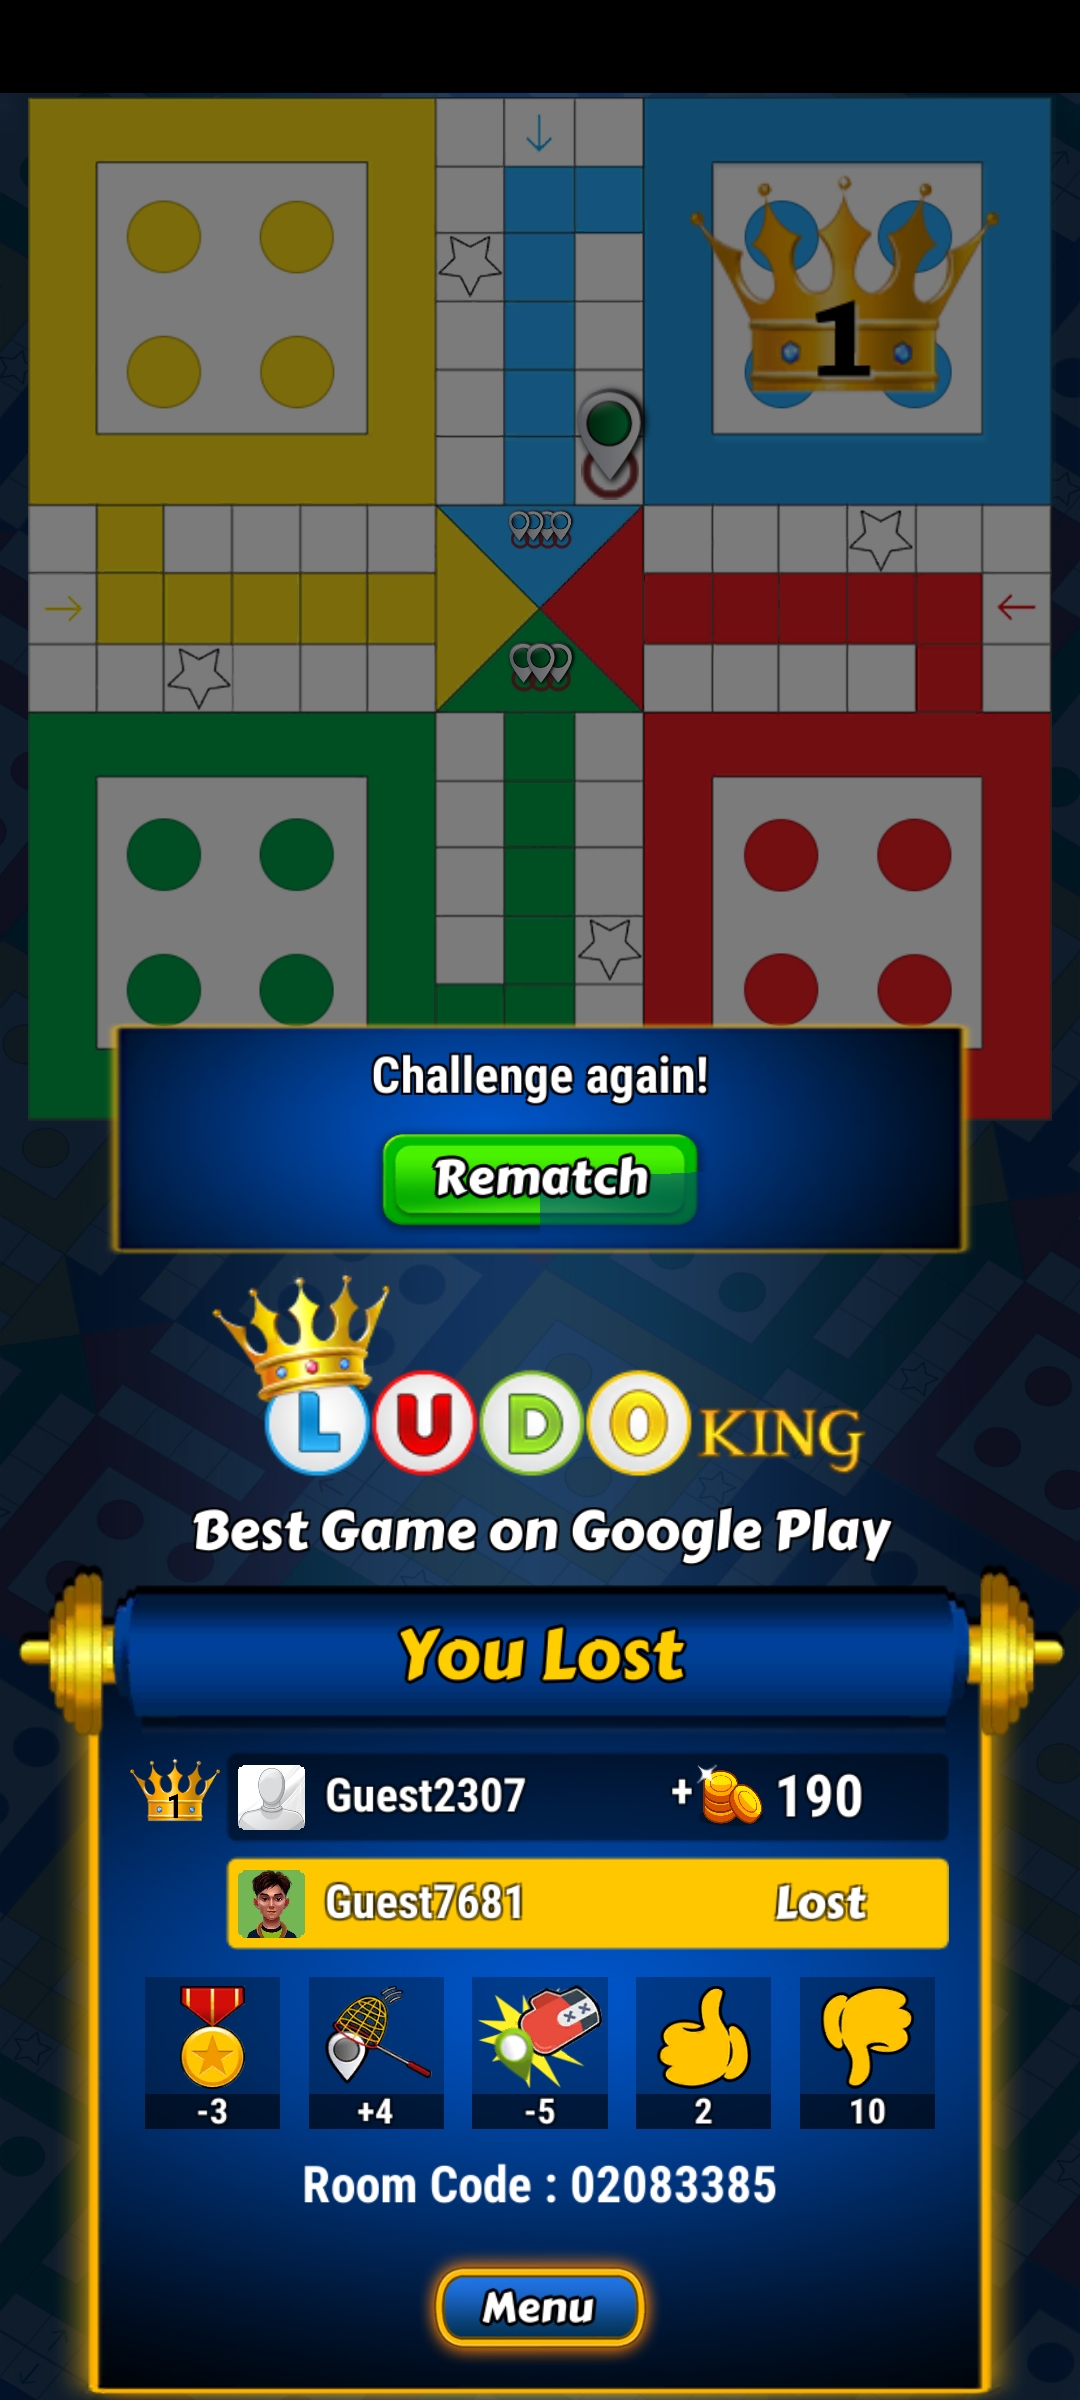 1
Challenge again!
Rematch
LUDO KING
Best Game on Google Play
You Lost
1 Guest2307 + 190
Guest7681 Lost
-3 +4 -5 2 10
Room Code : 02083385
Menu